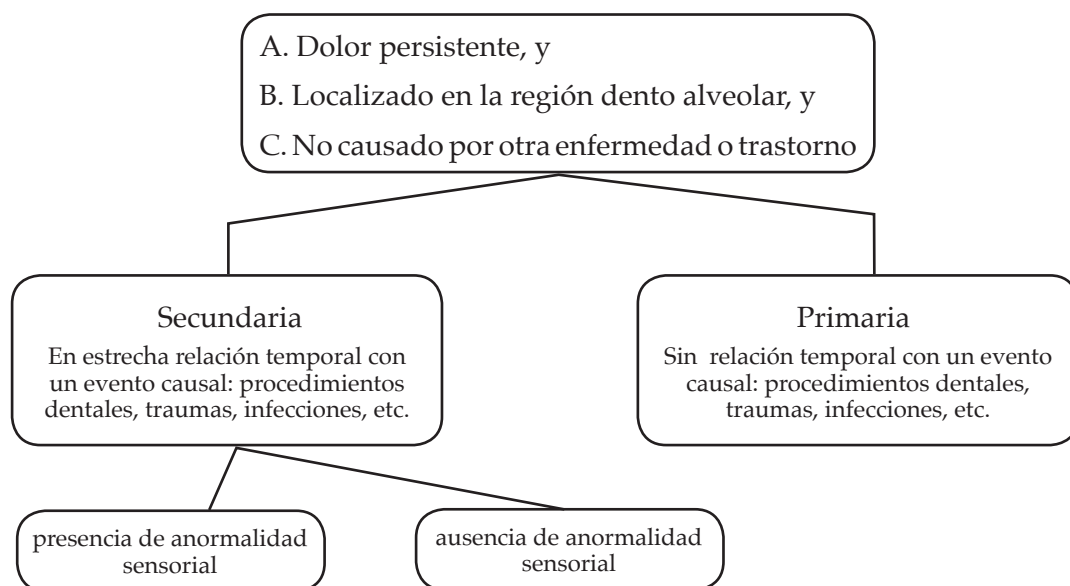 A. Dolor persistente, y
B. Localizado en la región dento alveolar, y
C. No causado por otra enfermedad o trastorno
Secundaria
En estrecha relación temporal con
un evento causal: procedimientos
dentales, traumas, infecciones, etc.
Primaria
Sin relación temporal con un evento
causal: procedimientos dentales,
traumas, infecciones, etc.
presencia de anormalidad
sensorial
ausencia de anormalidad
sensorial